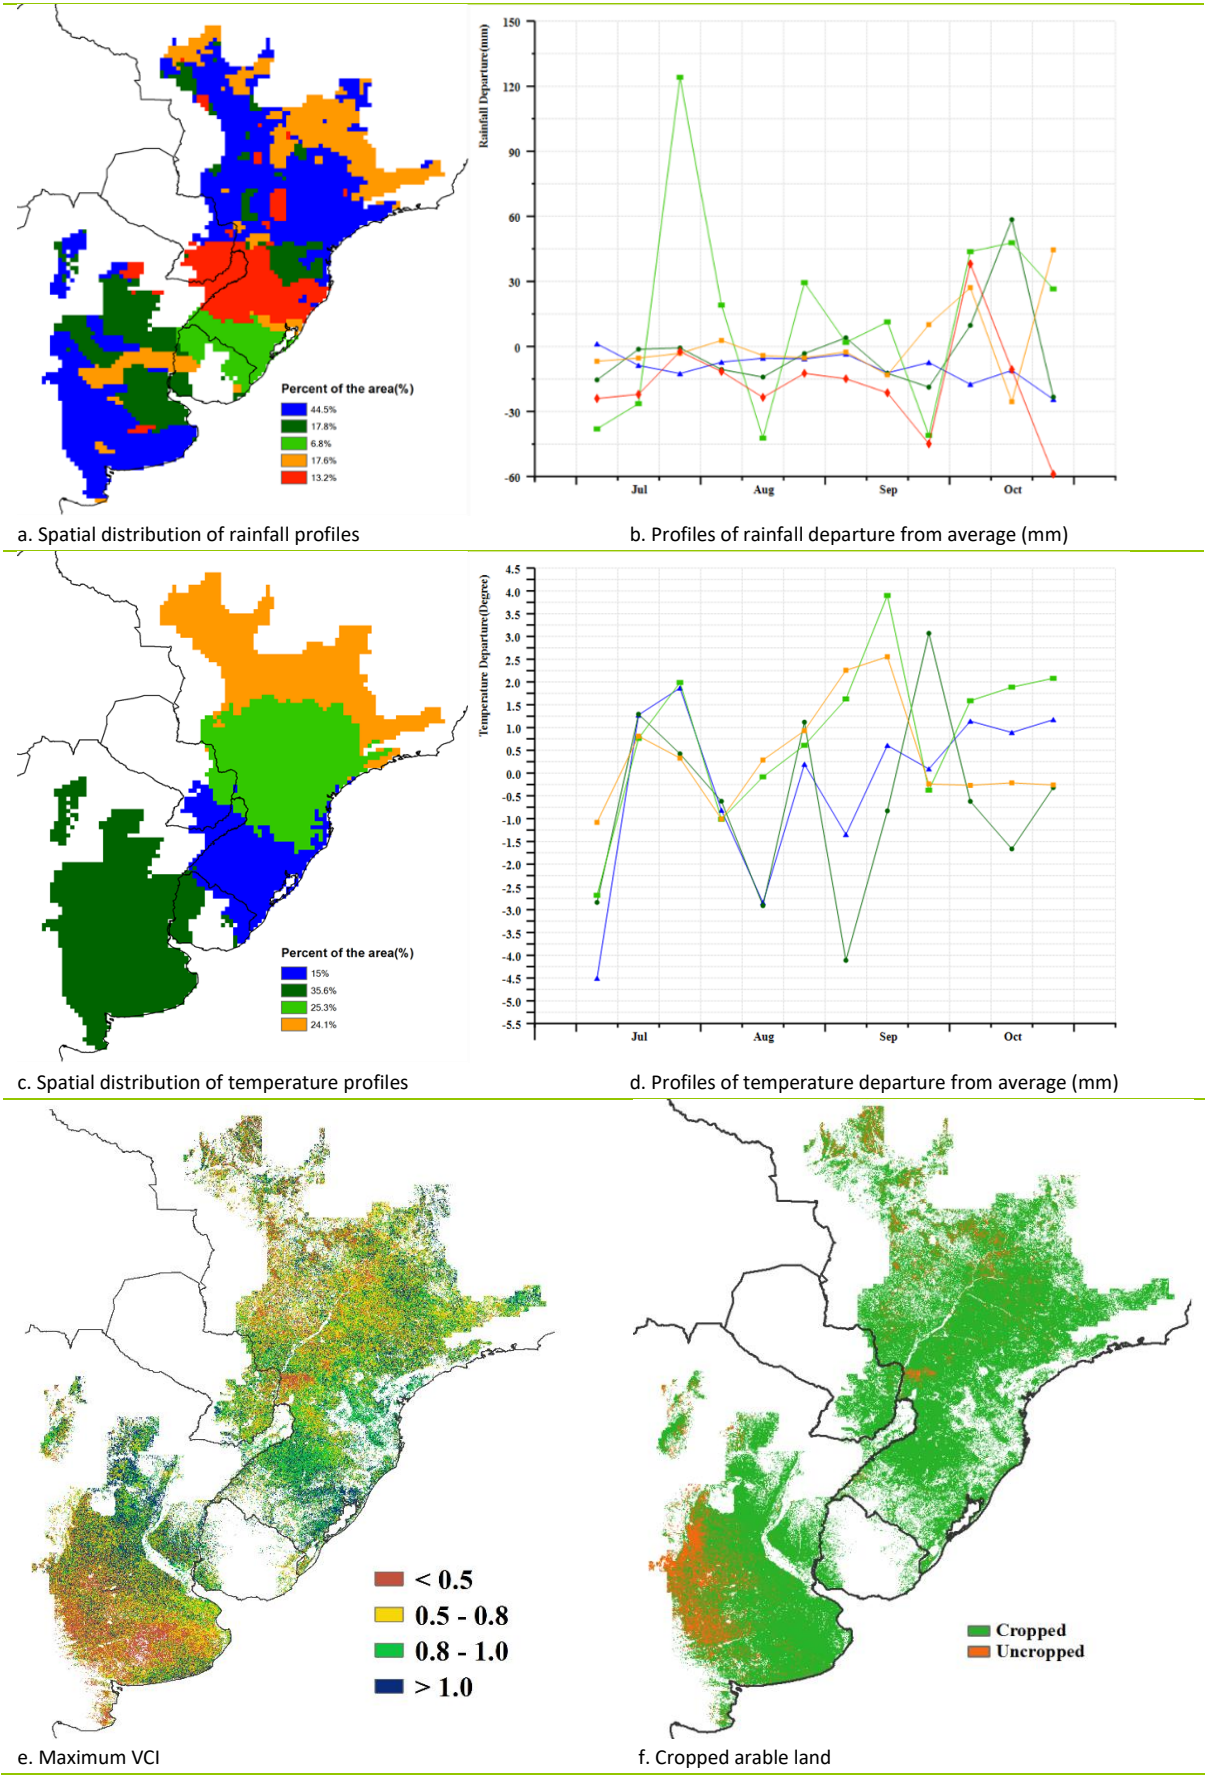 Percent of the area(%)
44.5%
17.8%
6.8%
17.6%
13.2%
Rainfall Departure(mm)
150
120
90
60
30
0
-30
-60
Jul Aug Sep Oct
a. Spatial distribution of rainfall profiles
b. Profiles of rainfall departure from average (mm)
Percent of the area(%)
15%
35.6%
25.3%
24.1%
Temperature Departure(Degree)
4.5
4.0
3.5
3.0
2.5
2.0
1.5
1.0
0.5
0.0
-0.5
-1.0
-1.5
-2.0
-2.5
-3.0
-3.5
-4.0
-4.5
-5.0
-5.5
Jul Aug Sep Oct
c. Spatial distribution of temperature profiles
d. Profiles of temperature departure from average (mm)
< 0.5
0.5 - 0.8
0.8 - 1.0
> 1.0
Cropped
Uncropped
e. Maximum VCI
f. Cropped arable land